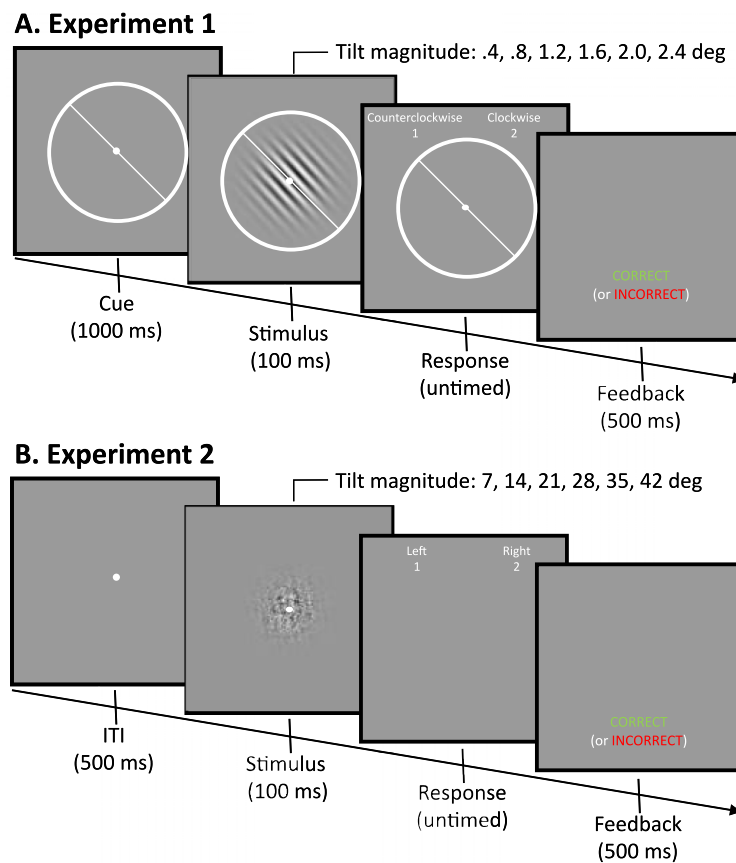 A. Experiment 1
Tilt magnitude: .4, .8, 1.2, 1.6, 2.0, 2.4 deg
Counterclockwise
1
Clockwise
2
CORRECT
(or INCORRECT)
Cue
(1000 ms)
Stimulus
(100 ms)
Response
(untimed)
Feedback
(500 ms)
B. Experiment 2
Tilt magnitude: 7, 14, 21, 28, 35, 42 deg
Left
1
Right
2
CORRECT
(or INCORRECT)
ITI
(500 ms)
Stimulus
(100 ms)
Response
(untimed)
Feedback
(500 ms)